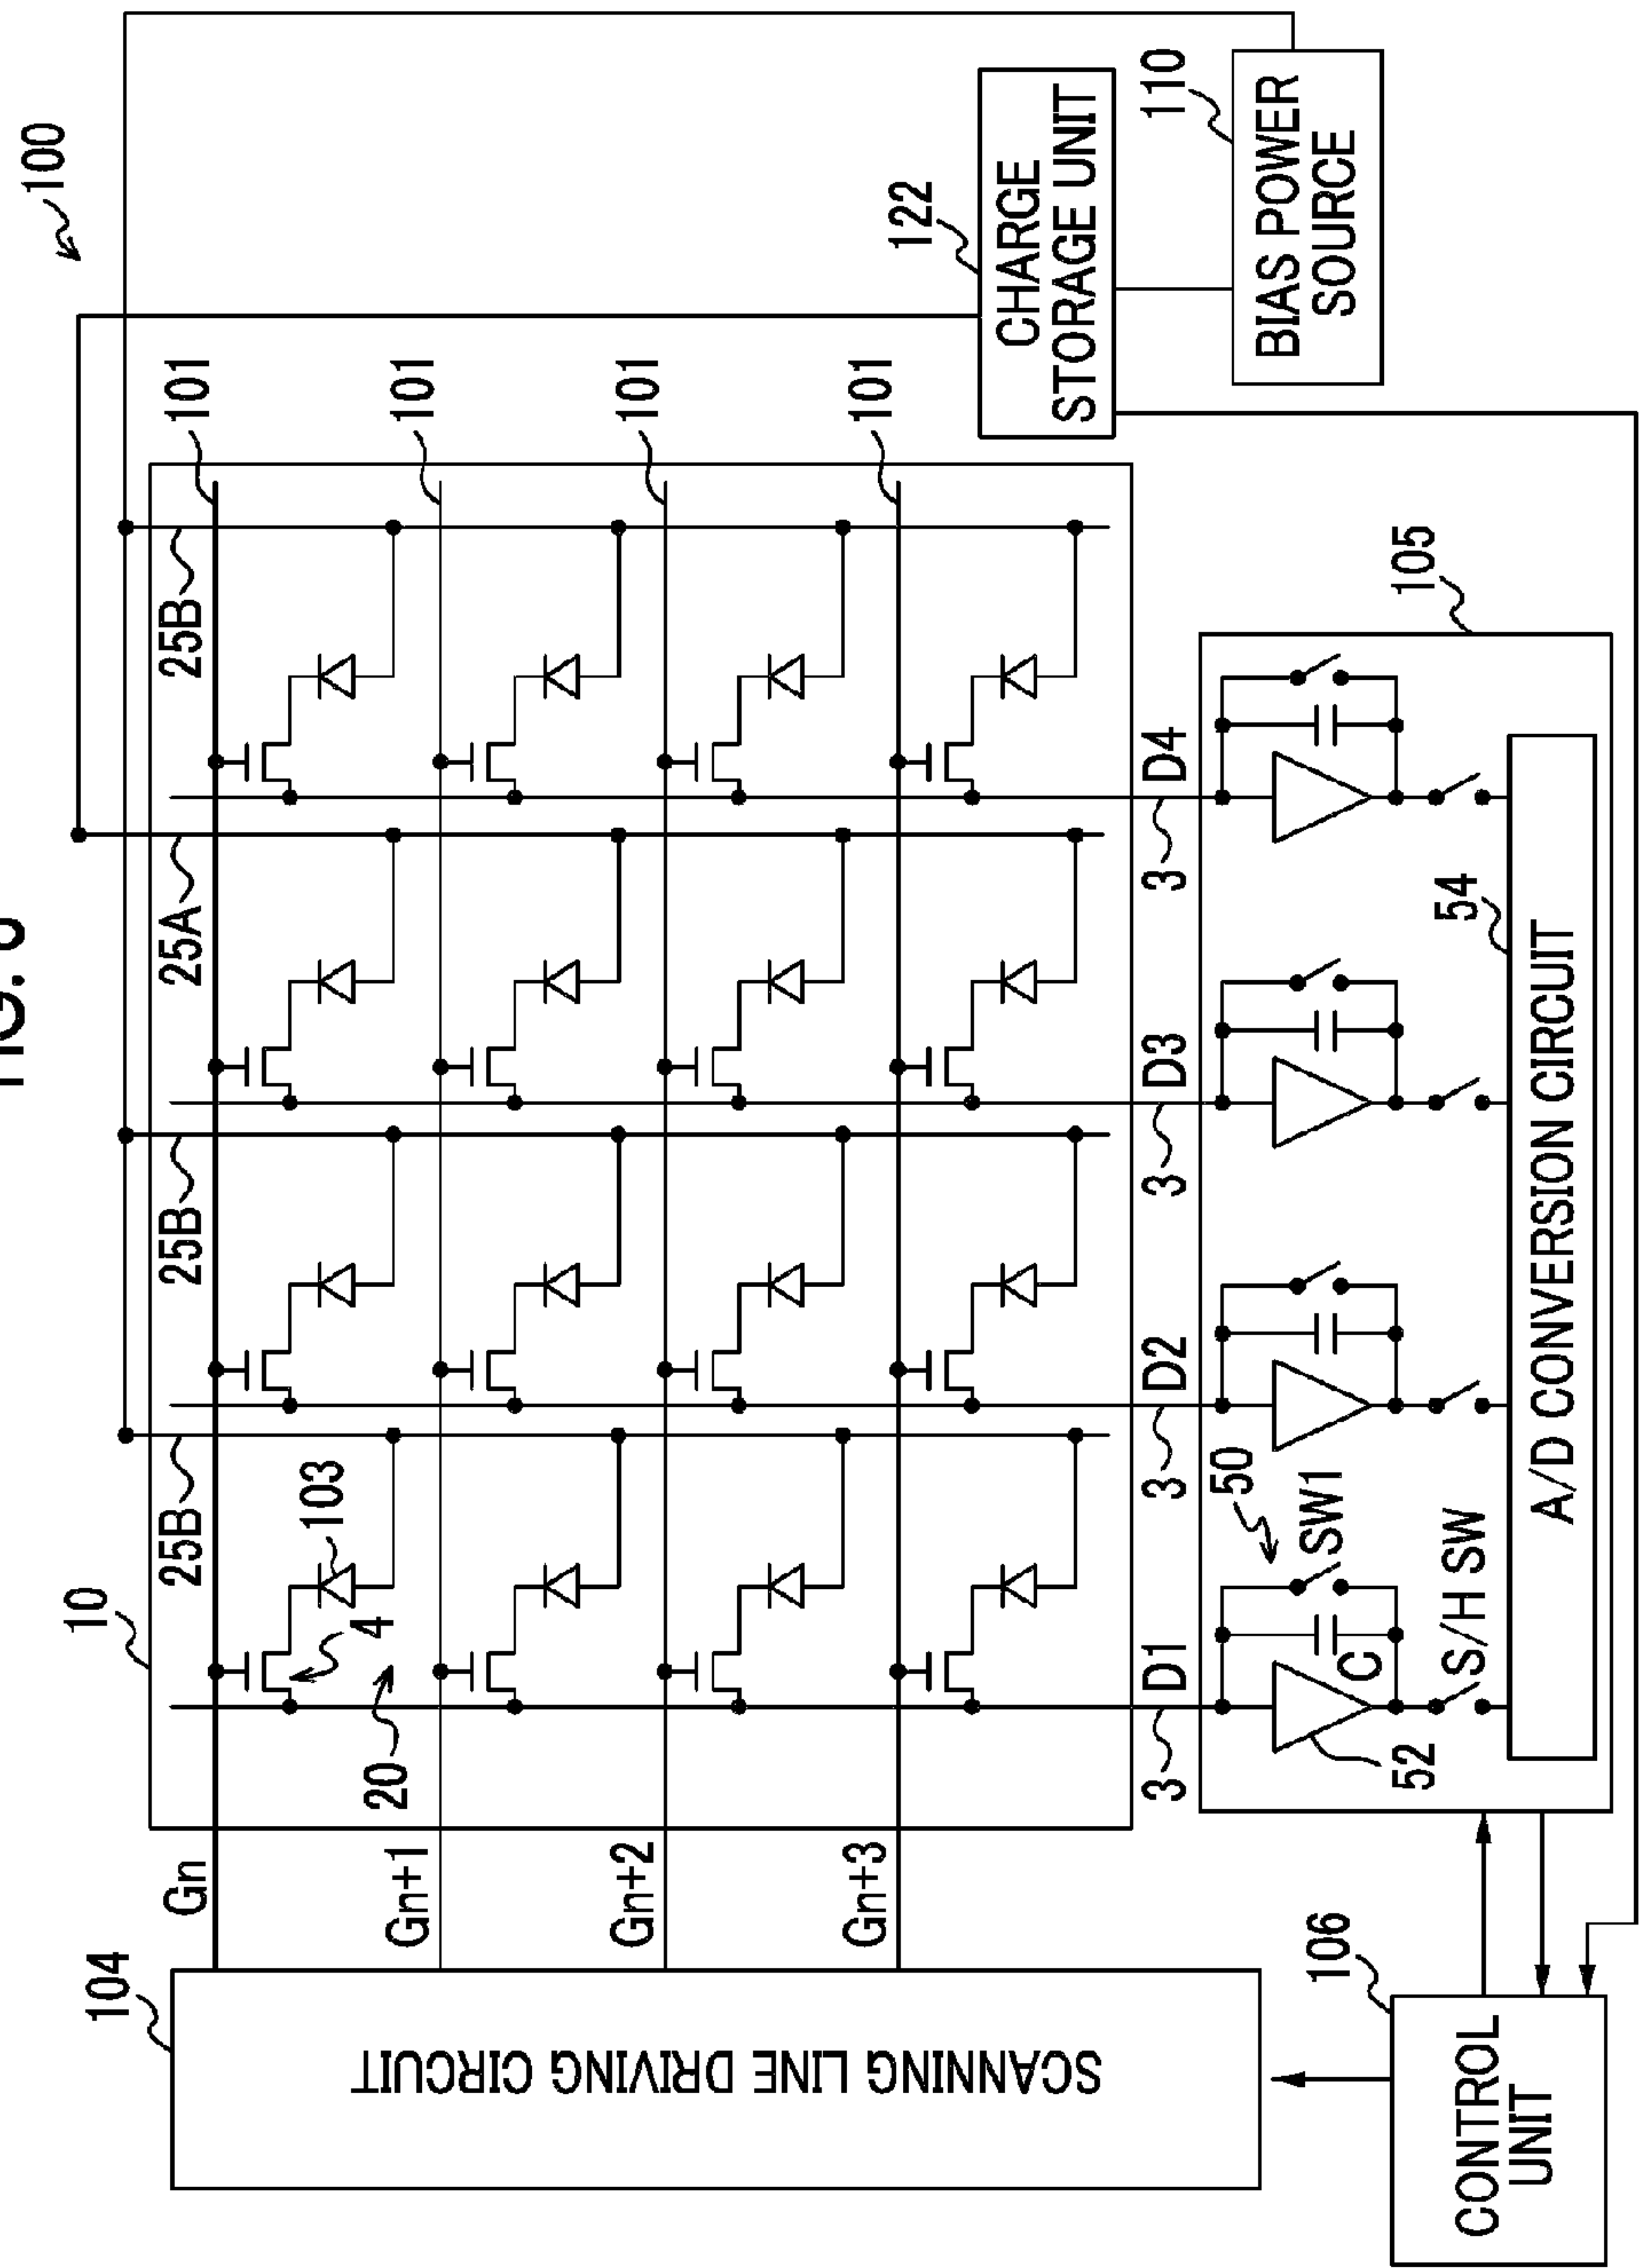 FIG.
100
10
104
Gn
25B
25B
25A
25B
101
103
4
20
Gn+1
101
Gn+2
101
Gn+3
101
SCANNING LINE DRIVING CIRCUIT
122
CHARGE
STORAGE UNIT
110
BIAS POWER
SOURCE
3
D1
3
D2
3
D3
3
D4
50
SW1
C
52
S/H SW
54
105
A/D CONVERSION CIRCUIT
106
CONTROL
UNIT